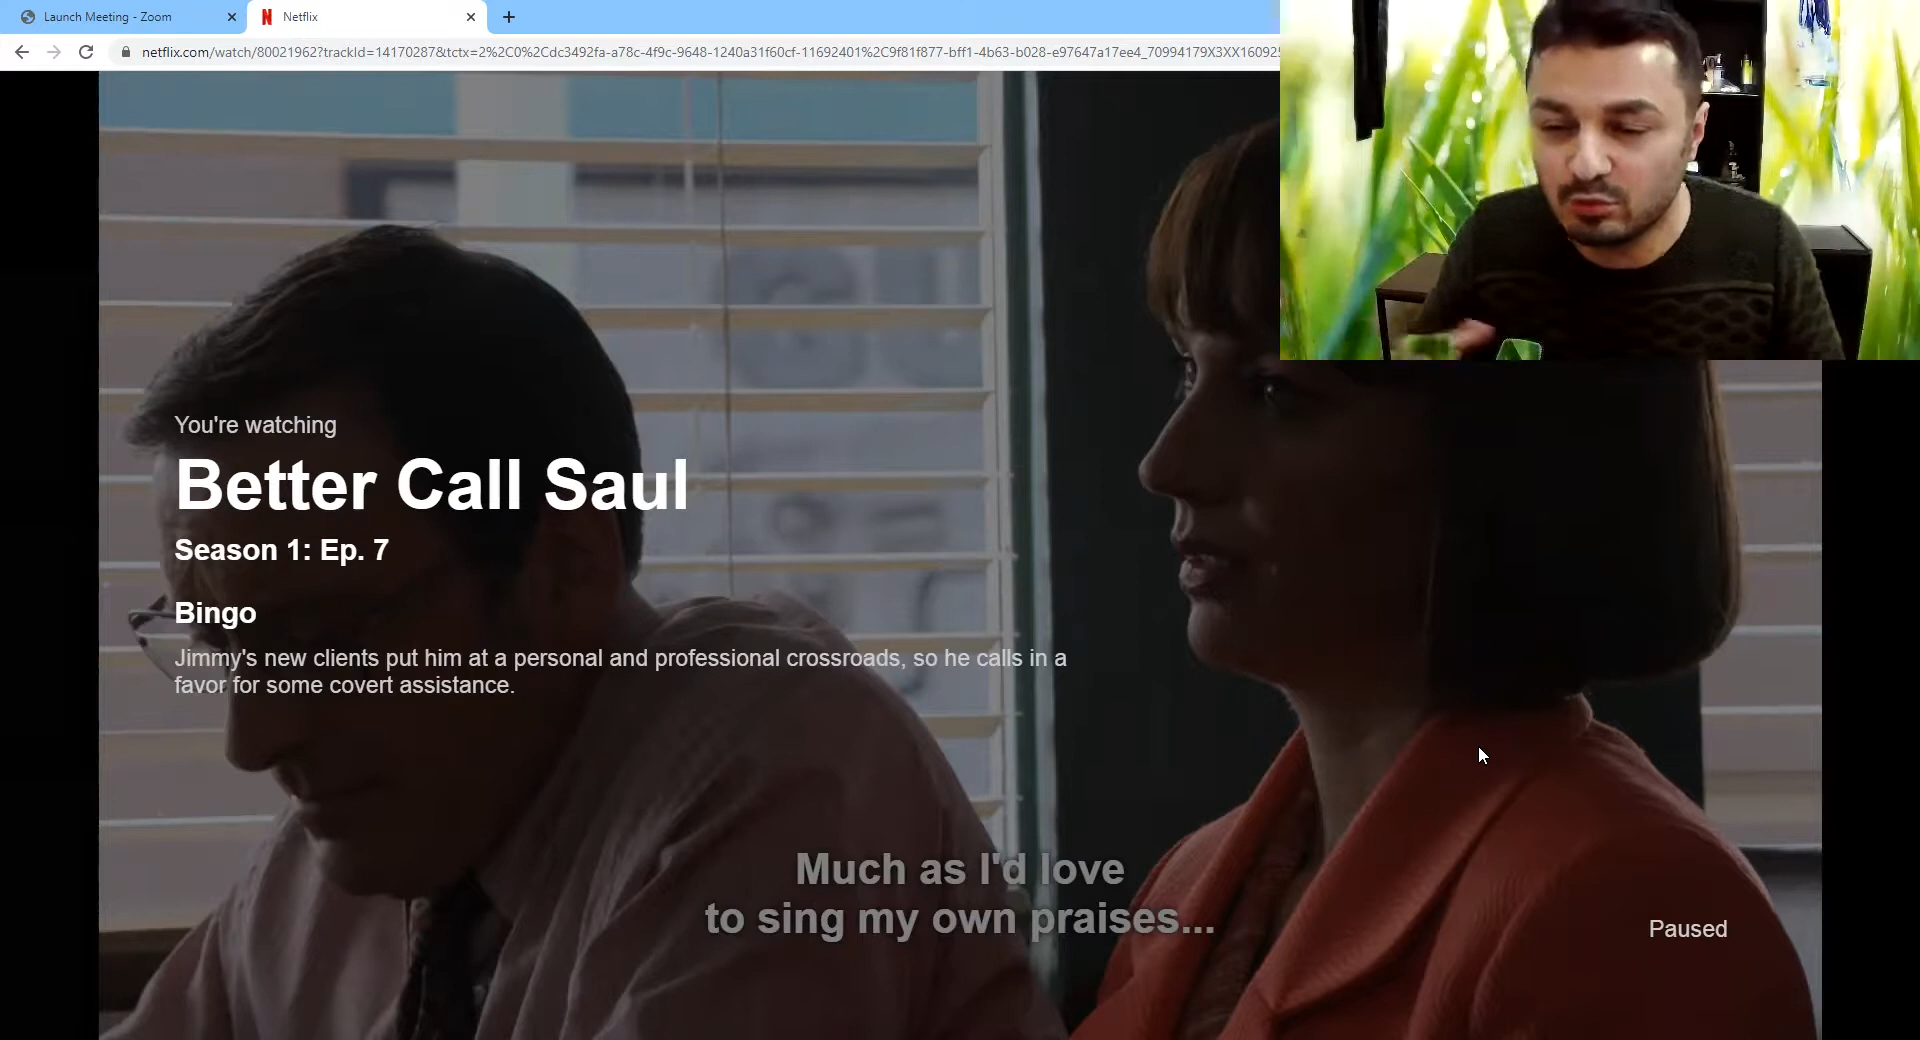 Launch Meeting - Zoom
Netflix
netflix.com/watch/80021962?trackId=14170287&tctx=2%2C0%2Cdc3492fa-a78c-4f9c-9648-1240a31f60cf-11692401%2C9f81f877-bff1-4b63-b028-e97647a17ee4_70994179X3XX160925
You're watching
Better Call Saul
Season 1: Ep. 7
Bingo
Jimmy's new clients put him at a personal and professional crossroads, so he calls in a
favor for some covert assistance.
Much as I'd love
to sing my own praises...
Paused